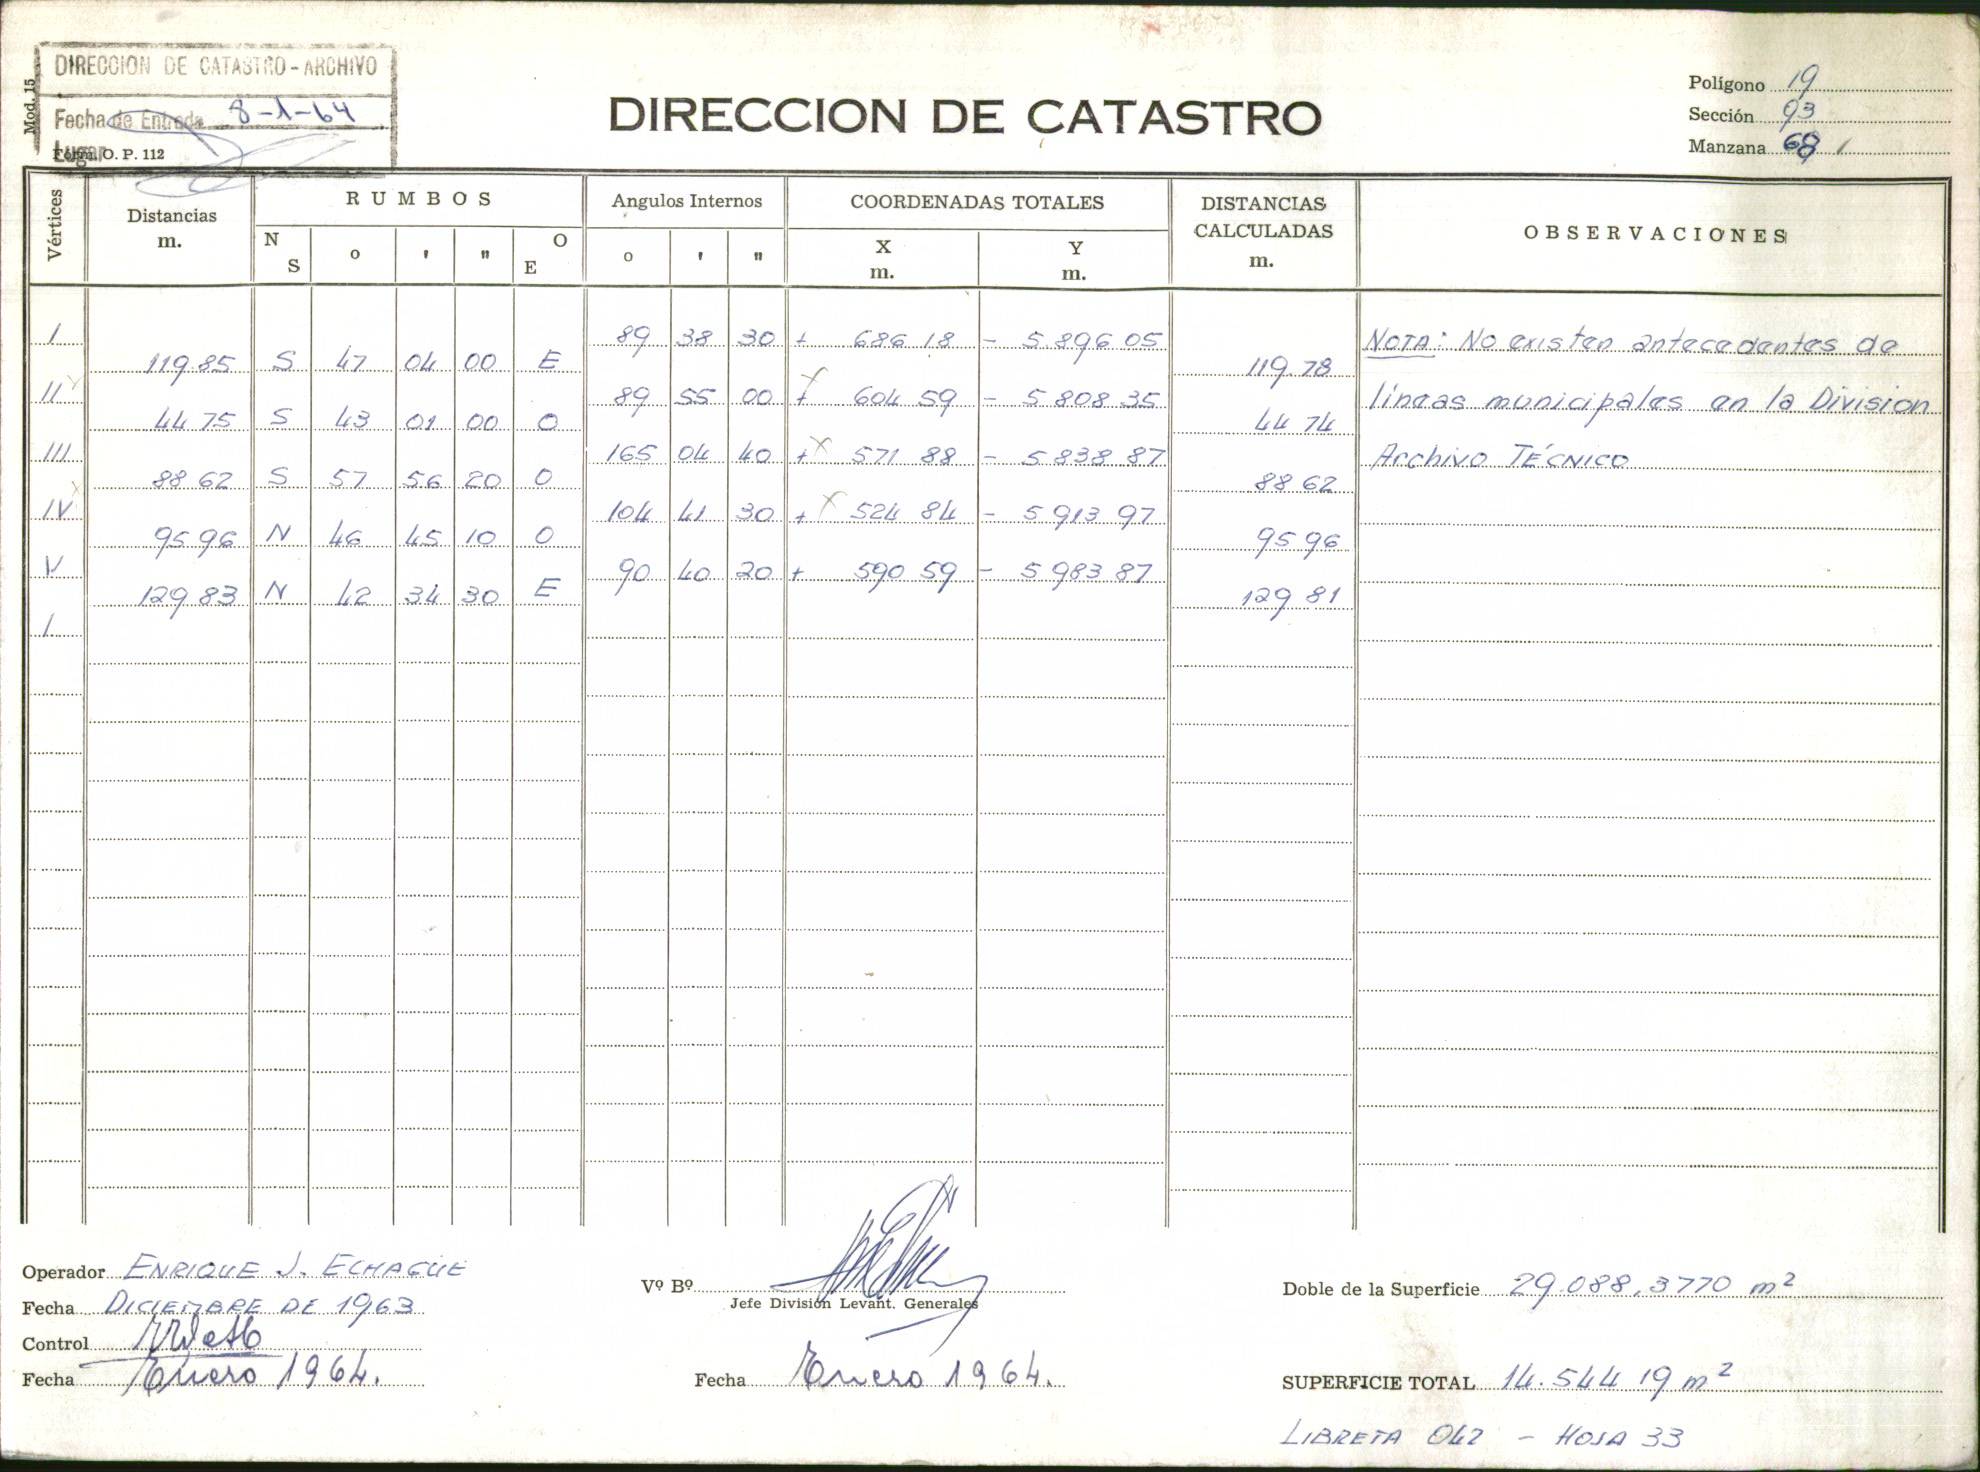 DIRECCION DE CATASTRO - ARCHIVO
Mod. 15
Fecha de Entrada 8-1-64
Lugar
Form. O. P. 112
DIRECCION DE CATASTRO
Polígono 19
Sección 93
Manzana 68
Vértices Distancias m. RUMBOS Angulos Internos COORDENADAS TOTALES DISTANCIAS CALCULADAS m. OBSERVACIONES
N S ° ' " O E ° ' " X m. Y m.
I 89 38 30 + 686 18 - 5 896 05 NOTA: No existen antecedentes de
119 85 S 47 04 00 E 119 78
II 89 55 00 + 604 59 - 5 808 35 líneas municipales en la Division
44 75 S 43 01 00 O 44 74
III 165 04 40 + 571 88 - 5 838 87 Archivo TÉCNICO
88 62 S 57 56 20 O 88 62
IV 104 41 30 + 524 84 - 5 913 97
95 96 N 46 45 10 O 95 96
V 90 40 20 + 590 59 - 5 983 87
129 83 N 42 34 30 E 129 81
I
Operador ENRIQUE J. ECHAGÜE
Fecha DICIEMBRE DE 1963
Control
Fecha Enero 1964.
Vº Bº
Jefe División Levant. Generales
Fecha Enero 1964.
Doble de la Superficie 29.088,3770 m²
SUPERFICIE TOTAL 14.544 19 m²
LIBRETA 042 - HOJA 33